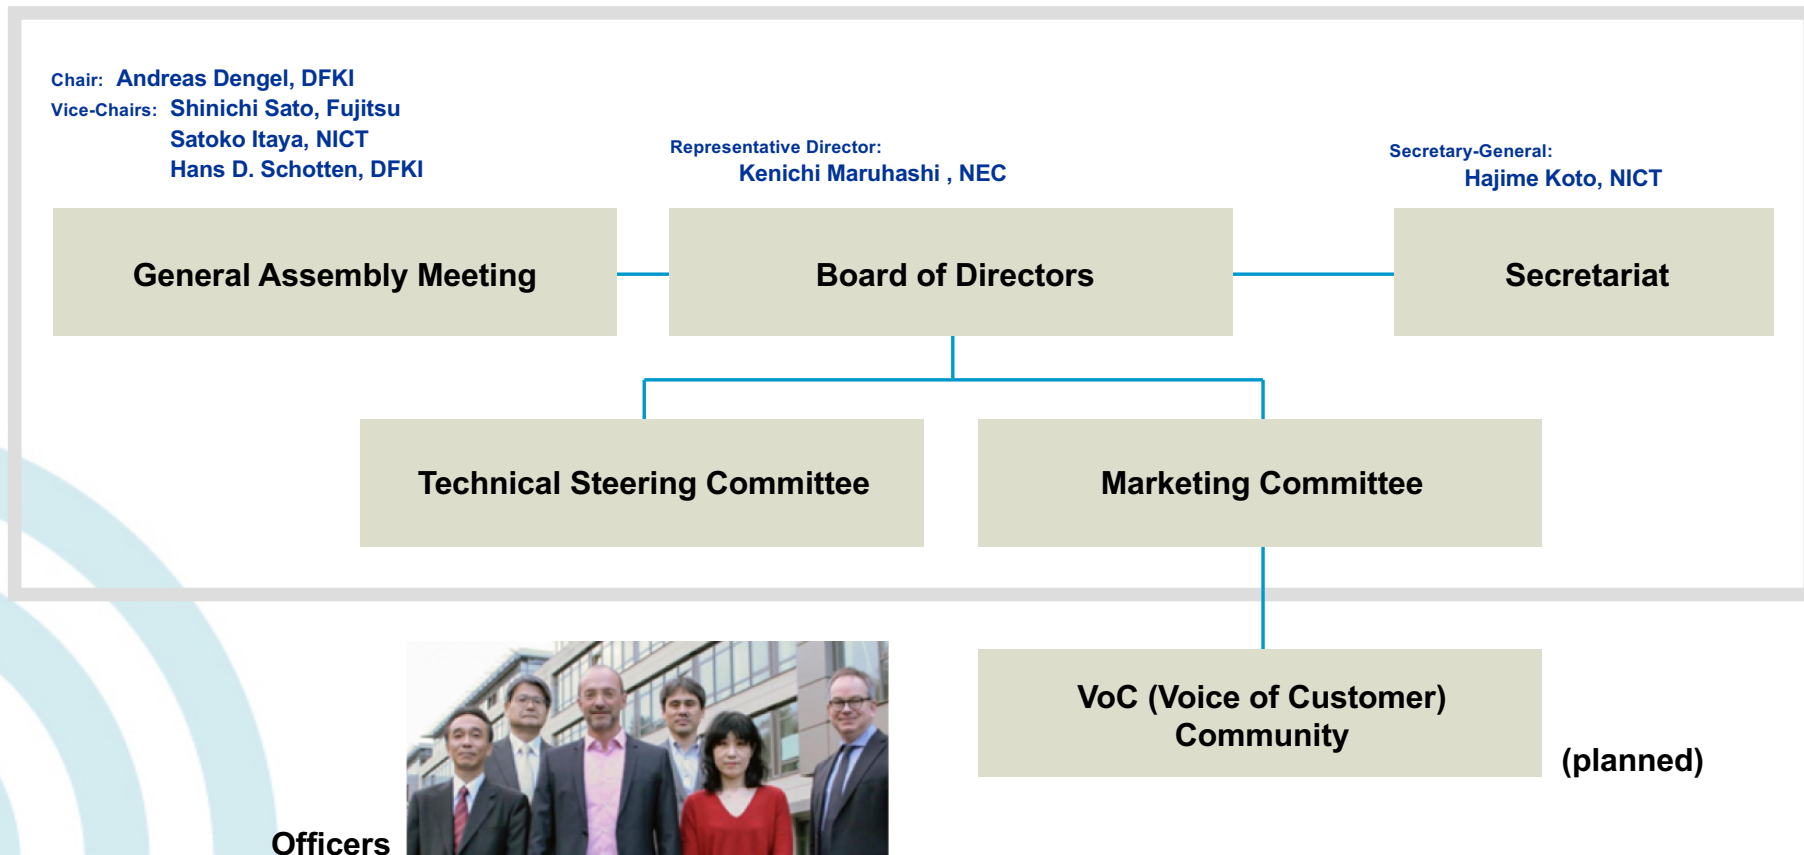 Chair: Andreas Dengel, DFKI
Vice-Chairs: Shinichi Sato, Fujitsu
Satoko Itaya, NICT
Hans D. Schotten, DFKI
Representative Director:
Kenichi Maruhashi , NEC
Secretary-General:
Hajime Koto, NICT
General Assembly Meeting
Board of Directors
Secretariat
Technical Steering Committee
Marketing Committee
VoC (Voice of Customer)
Community
(planned)
Officers